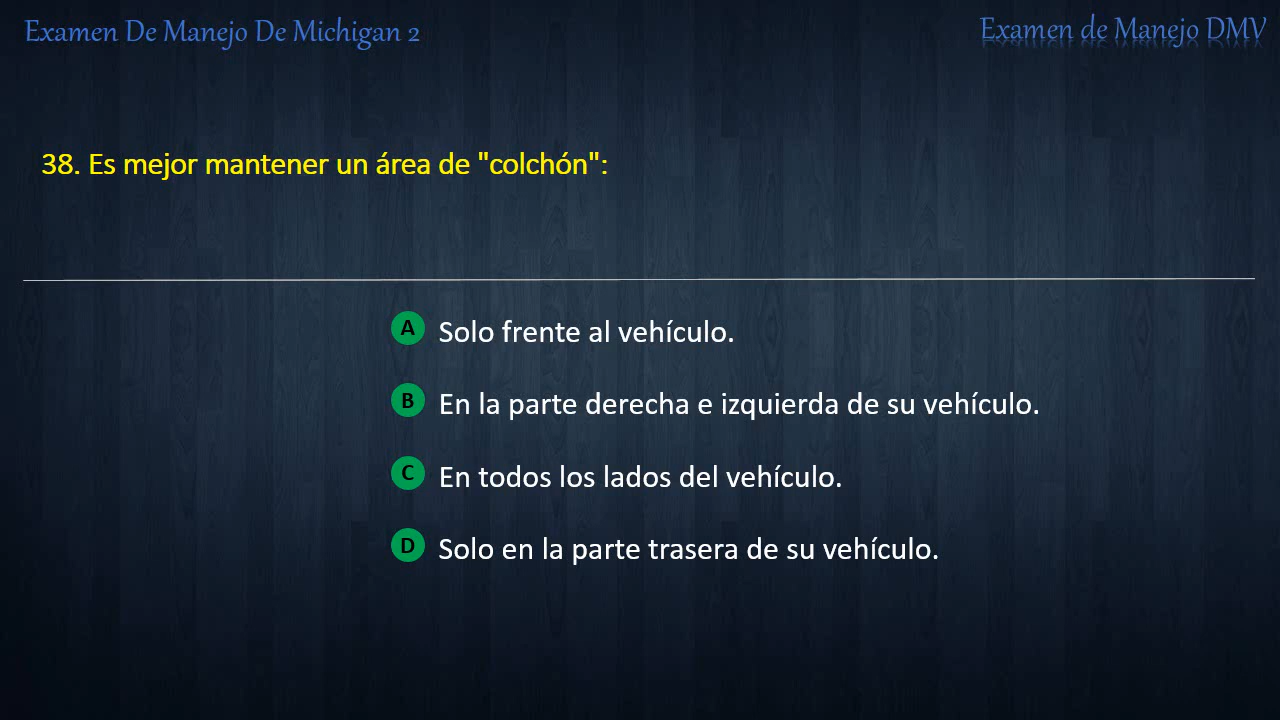 Examen De Manejo De Michigan 2
Examen de Manejo DMV
38. Es mejor mantener un área de "colchón":
A Solo frente al vehículo.
B En la parte derecha e izquierda de su vehículo.
C En todos los lados del vehículo.
D Solo en la parte trasera de su vehículo.